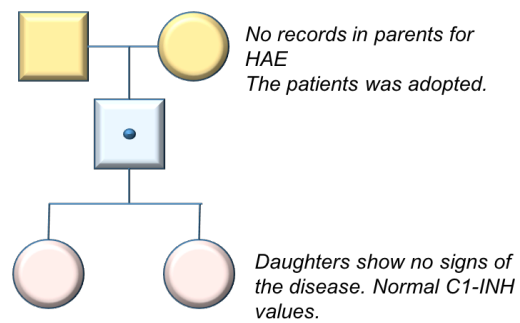 No records in parents for
HAE
The patients was adopted.
Daughters show no signs of
the disease. Normal C1-INH
values.